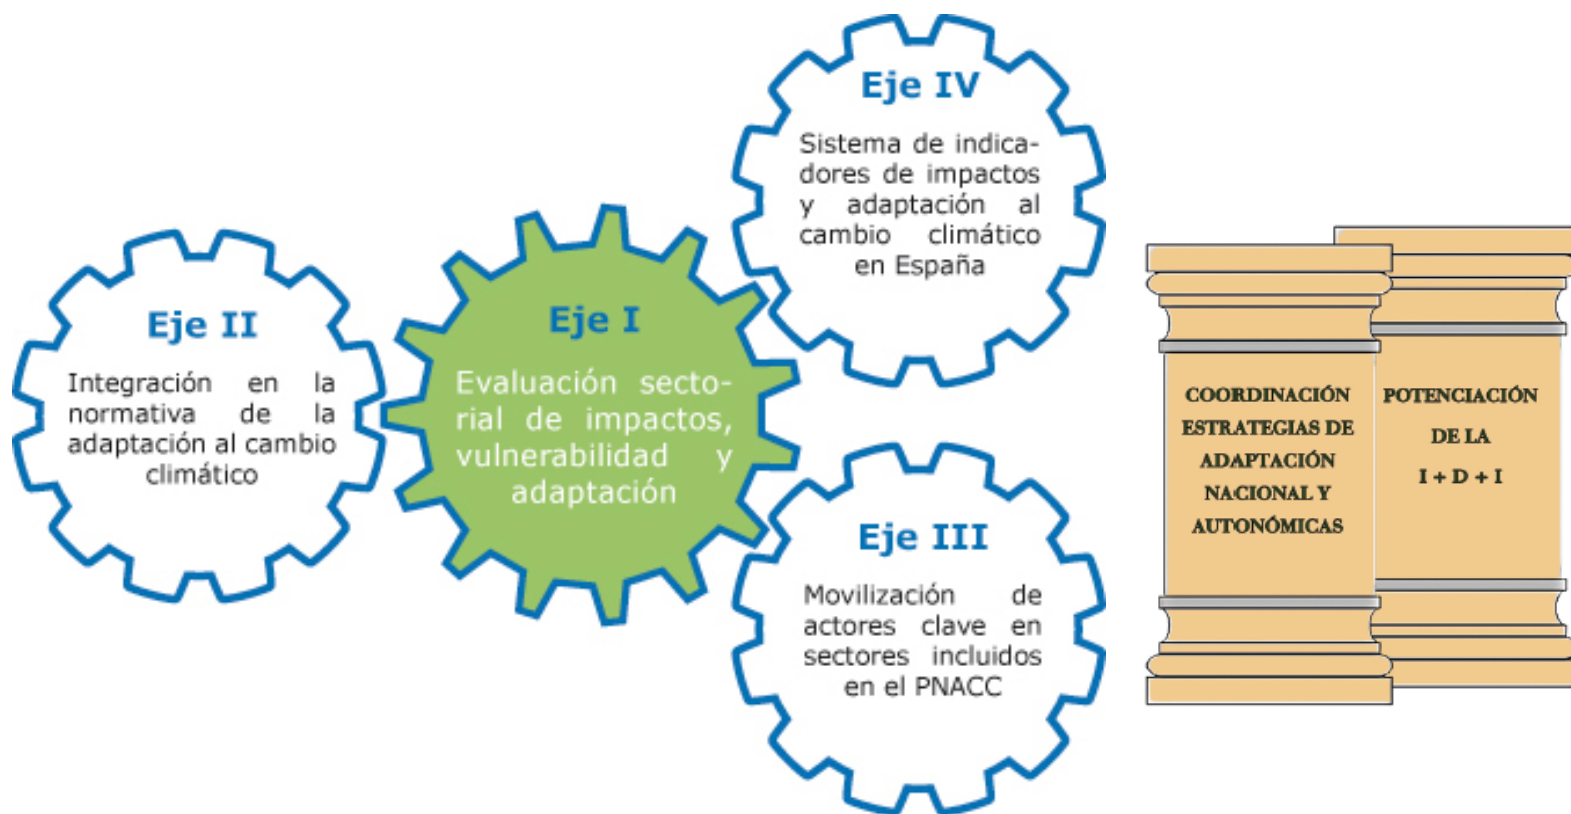 Eje IV
Sistema de indica-
dores de impactos
y adaptación al
cambio climático
en España
Eje II
Integración en la
normativa de la
adaptación al cambio
climático
Eje I
Evaluación secto-
rial de impactos,
vulnerabilidad y
adaptación
Eje III
Movilización de
actores clave en
sectores incluidos
en el PNACC
COORDINACIÓN
ESTRATEGIAS DE
ADAPTACIÓN
NACIONAL Y
AUTONÓMICAS
POTENCIACIÓN
DE LA
I + D + I